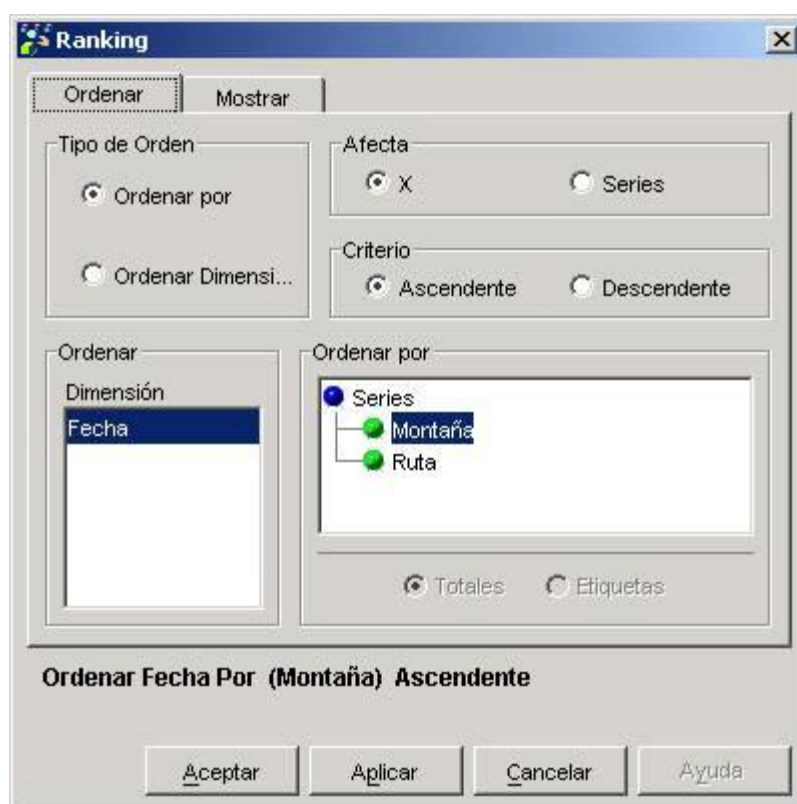 Ranking
Ordenar Mostrar
Tipo de Orden
Ordenar por
Ordenar Dimensi...
Afecta
X Series
Criterio
Ascendente Descendente
Ordenar
Dimensión
Fecha
Ordenar por
Series
Montaña
Ruta
Totales Etiquetas
Ordenar Fecha Por (Montaña) Ascendente
Aceptar Aplicar Cancelar Ayuda